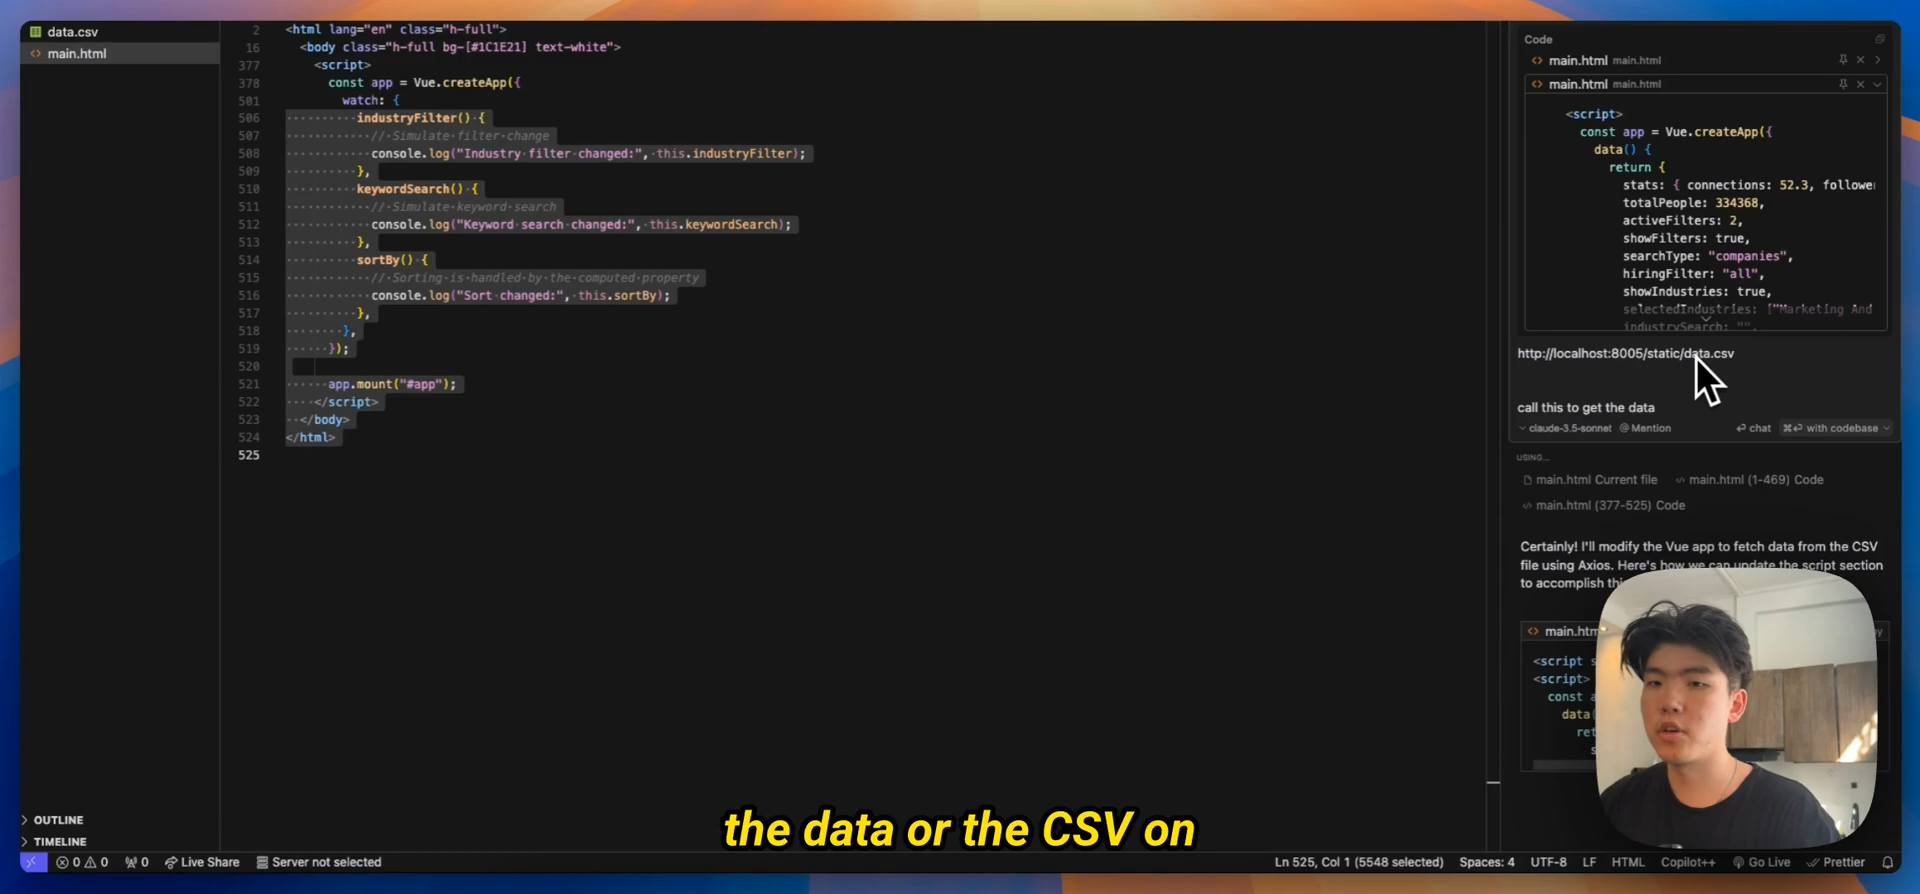 data.csv
main.html
2 <html lang="en" class="h-full">
16 <body class="h-full bg-[#1C1E21] text-white">
377 <script>
378 const app = Vue.createApp({
501 watch: {
506 industryFilter() {
507 // Simulate filter change
508 console.log("Industry filter changed:", this.industryFilter);
509 },
510 keywordSearch() {
511 // Simulate keyword search
512 console.log("Keyword search changed:", this.keywordSearch);
513 },
514 sortBy() {
515 // Sorting is handled by the computed property
516 console.log("Sort changed:", this.sortBy);
517 },
518 },
519 });
520
521 app.mount("#app");
522 </script>
523 </body>
524 </html>
525
OUTLINE
TIMELINE
Code
main.html main.html
main.html main.html
<script>
const app = Vue.createApp({
data() {
return {
stats: { connections: 52.3, followe
totalPeople: 334368,
activeFilters: 2,
showFilters: true,
searchType: "companies",
hiringFilter: "all",
showIndustries: true,
selectedIndustries: ["Marketing And
industrySearch: "",
http://localhost:8005/static/data.csv
call this to get the data
claude-3.5-sonnet @ Mention chat with codebase
USING...
main.html Current file main.html (1-469) Code
main.html (377-525) Code
Certainly! I'll modify the Vue app to fetch data from the CSV
file using Axios. Here's how we can update the script section
to accomplish
<script s
<script>
const a
data(
ret
s
the data or the CSV on
0 0 0 Live Share Server not selected
Ln 525, Col 1 (5548 selected) Spaces: 4 UTF-8 LF HTML Copilot++ Go Live Prettier